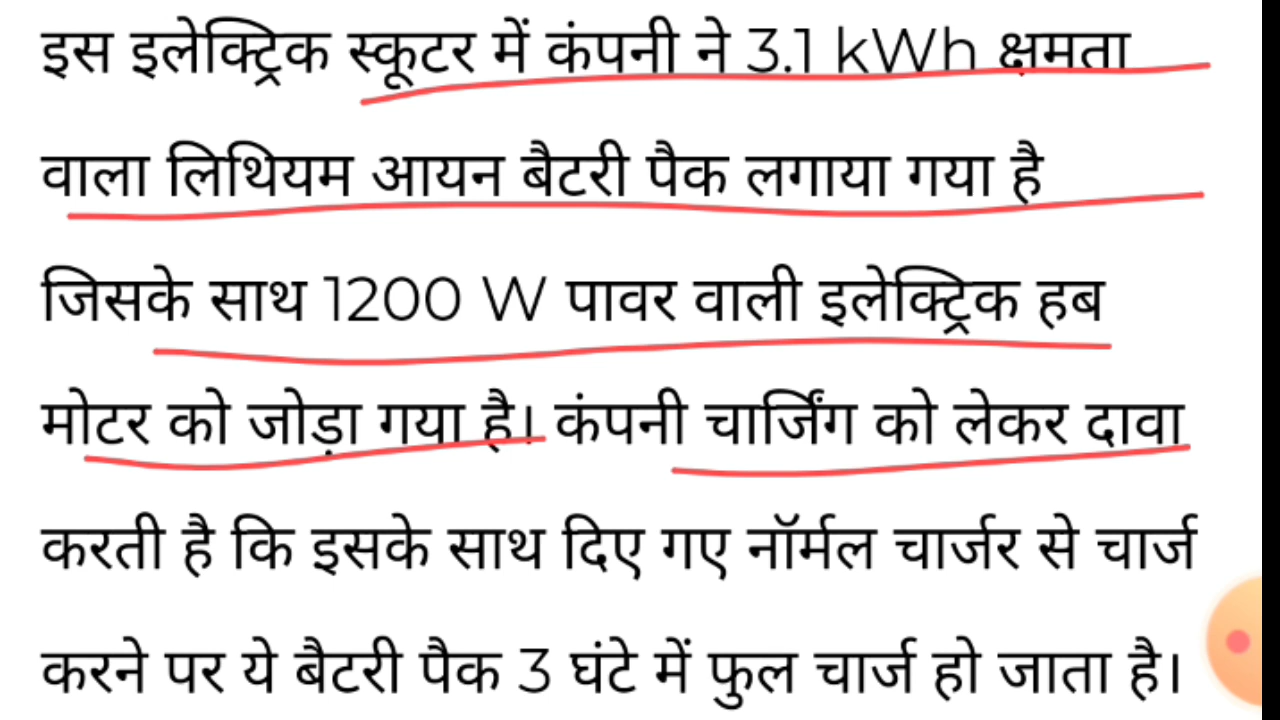 इस इलेक्ट्रिक स्कूटर में कंपनी ने 3.1 kWh क्षमता
वाला लिथियम आयन बैटरी पैक लगाया गया है
जिसके साथ 1200 W पावर वाली इलेक्ट्रिक हब
मोटर को जोड़ा गया है। कंपनी चार्जिंग को लेकर दावा
करती है कि इसके साथ दिए गए नॉर्मल चार्जर से चार्ज
करने पर ये बैटरी पैक 3 घंटे में फुल चार्ज हो जाता है।